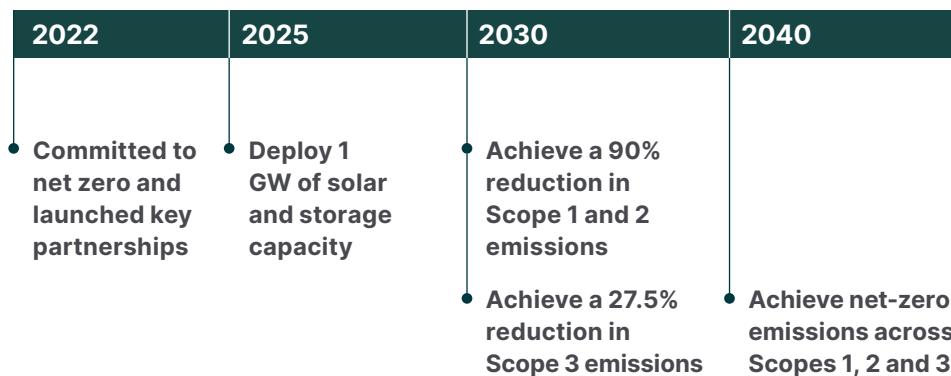 2022
2025
2030
2040
Committed to
net zero and
launched key
partnerships
Deploy 1
GW of solar
and storage
capacity
Achieve a 90%
reduction in
Scope 1 and 2
emissions
Achieve a 27.5%
reduction in
Scope 3 emissions
Achieve net-zero
emissions across
Scopes 1, 2 and 3